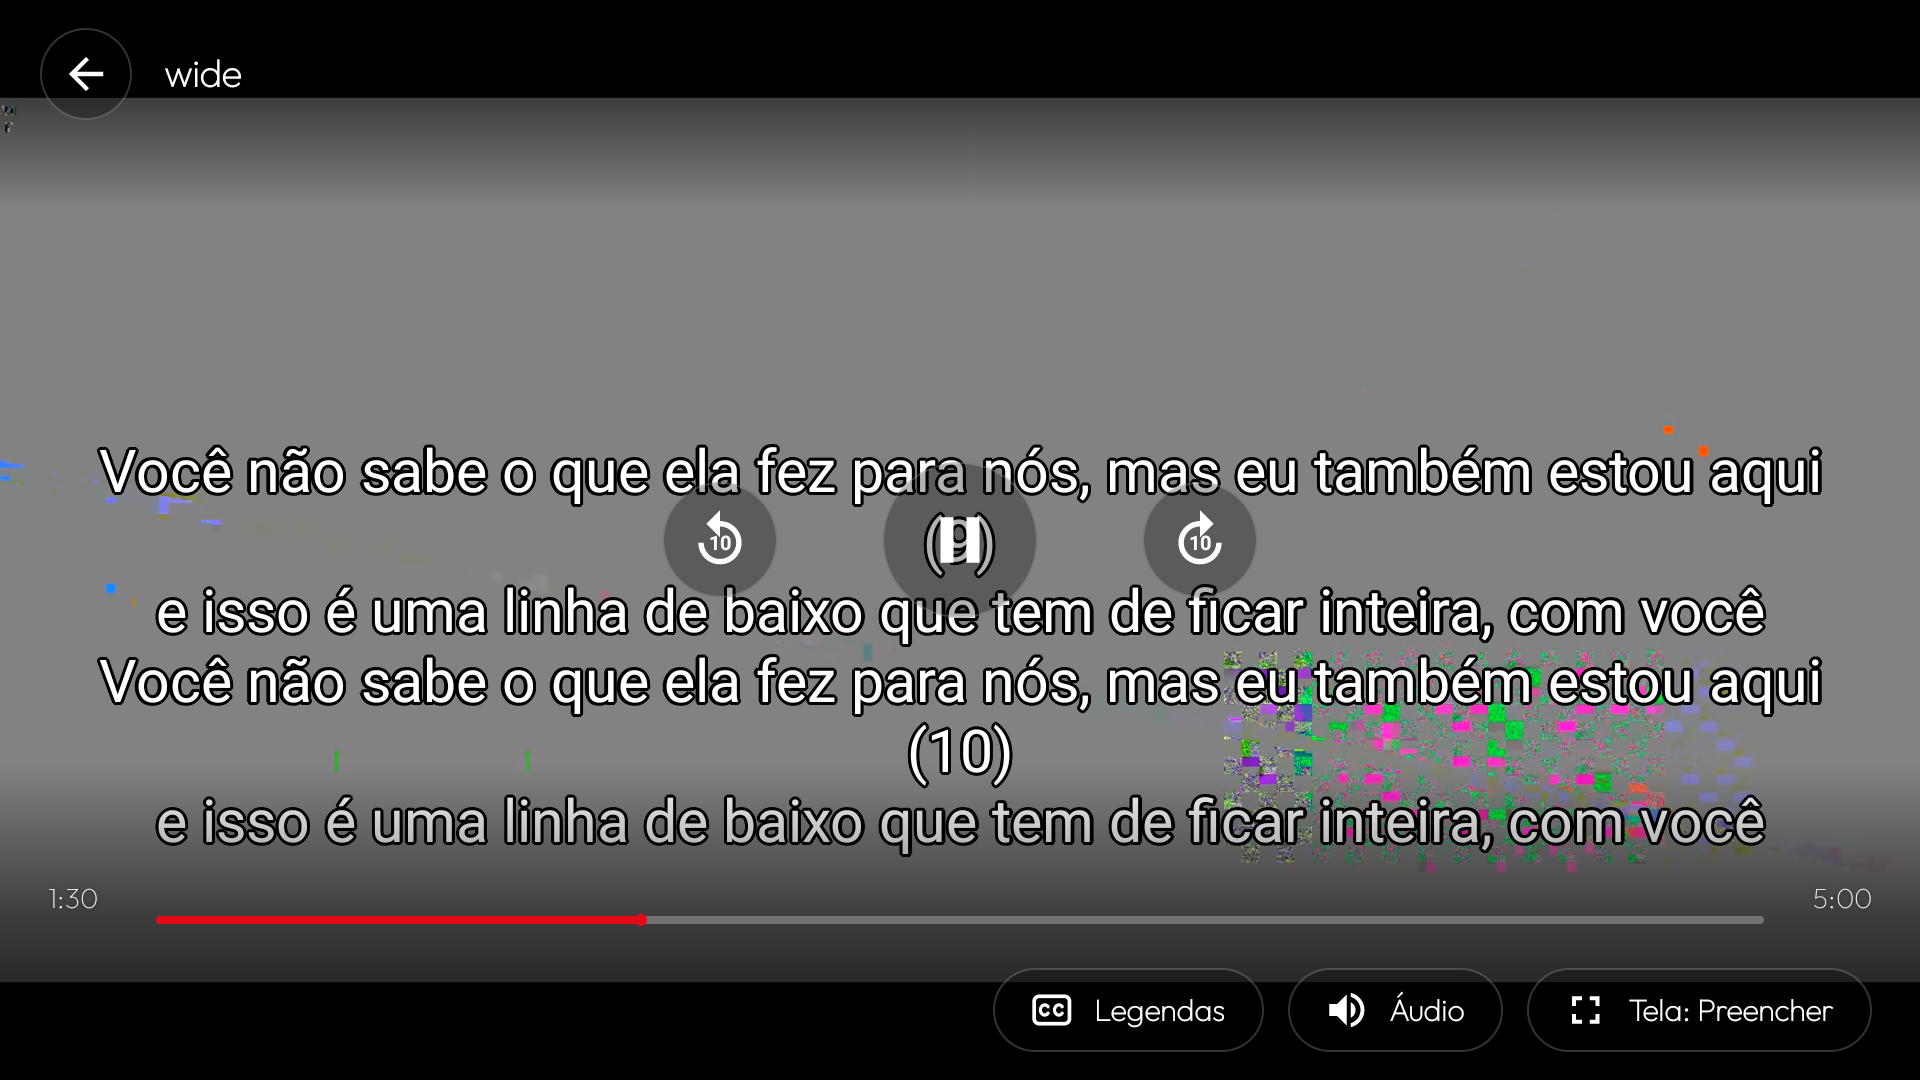 wide
Você não sabe o que ela fez para nós, mas eu também estou aqui
(9)
10
10
e isso é uma linha de baixo que tem de ficar inteira, com você
Você não sabe o que ela fez para nós, mas eu também estou aqui
(10)
e isso é uma linha de baixo que tem de ficar inteira, com você
1:30
5:00
CC Legendas
Áudio
Tela: Preencher